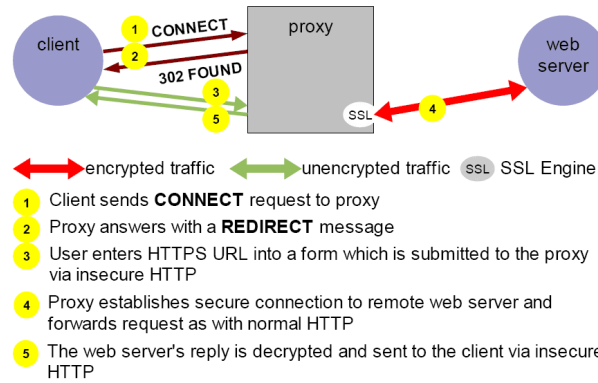 client
1 CONNECT
2
302 FOUND
3
5
proxy
SSL
4
web
server
encrypted traffic
unencrypted traffic
SSL SSL Engine
1 Client sends CONNECT request to proxy
2 Proxy answers with a REDIRECT message
3 User enters HTTPS URL into a form which is submitted to the proxy
via insecure HTTP
4 Proxy establishes secure connection to remote web server and
forwards request as with normal HTTP
5 The web server's reply is decrypted and sent to the client via insecure
HTTP